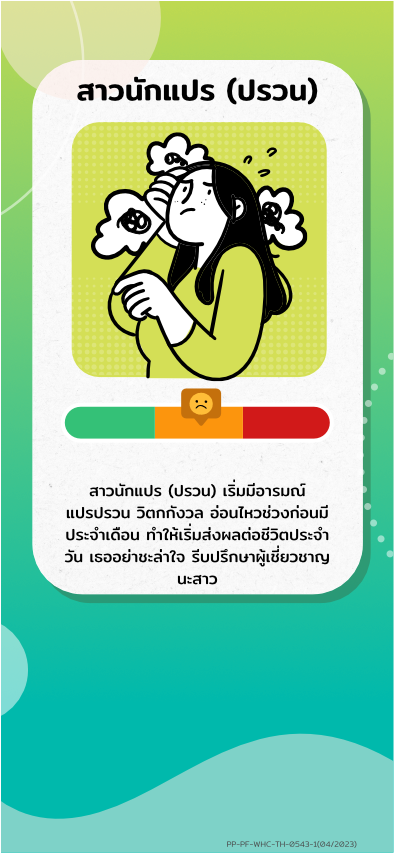 สาวนักแปร (ปรวน)
สาวนักแปร (ปรวน) เริ่มมีอารมณ์
แปรปรวน วิตกกังวล อ่อนไหวช่วงก่อนมี
ประจำเดือน ทำให้เริ่มส่งผลต่อชีวิตประจำ
วัน เธออย่าชะล่าใจ รีบปรึกษาผู้เชี่ยวชาญ
นะสาว
PP-PF-WHC-TH-0543-1(04/2023)